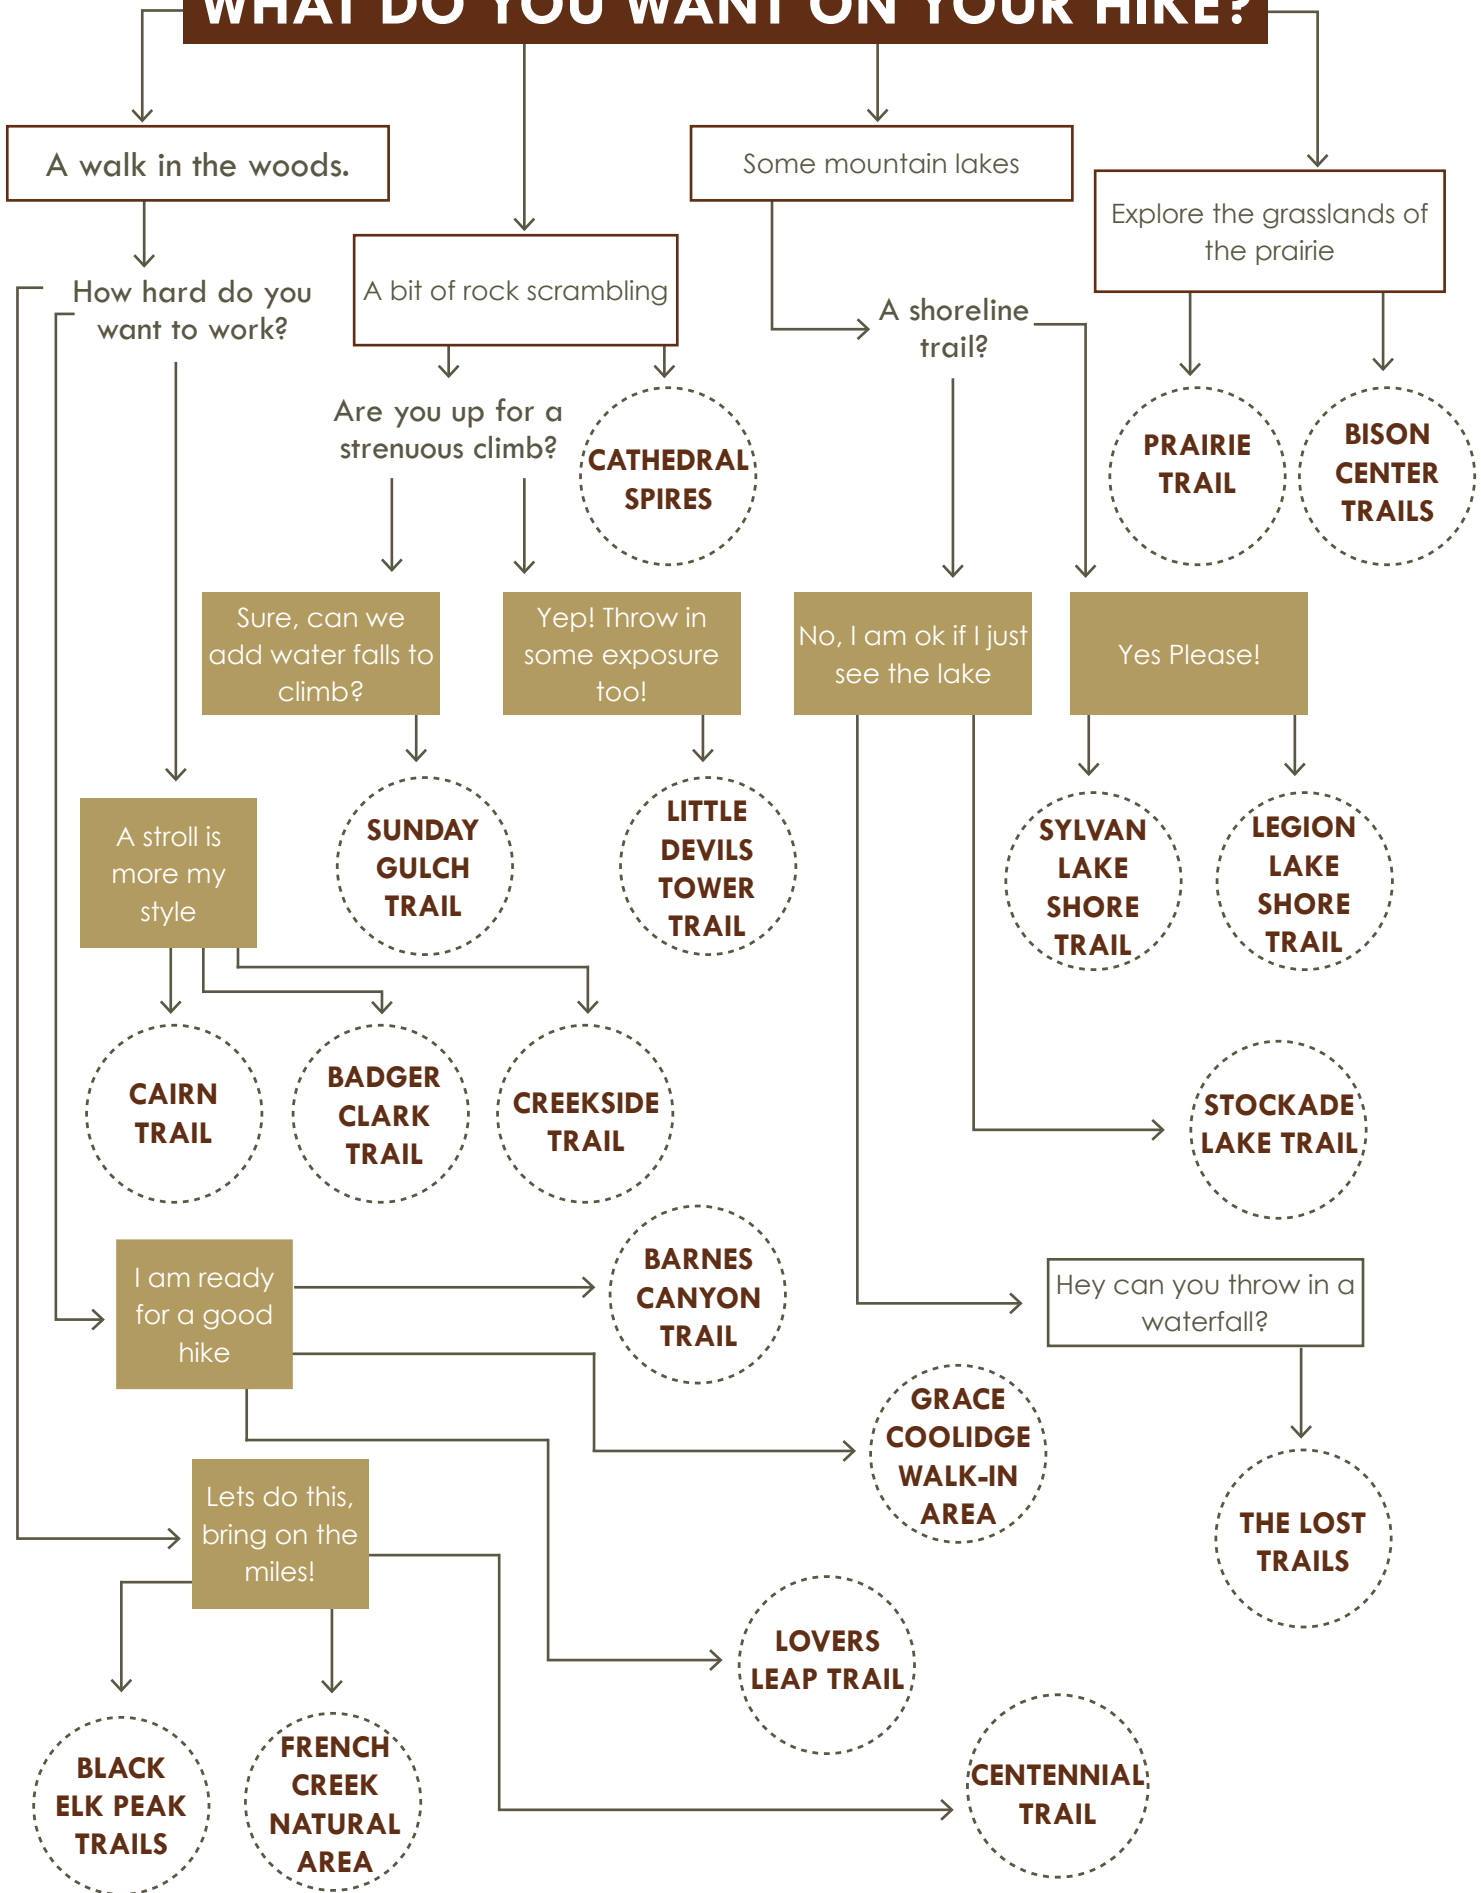 WHAT DO YOU WANT ON YOUR HIKE?
A walk in the woods.
Some mountain lakes
Explore the grasslands of
the prairie
How hard do you
want to work?
A bit of rock scrambling
A shoreline
trail?
Are you up for a
strenuous climb?
CATHEDRAL
SPIRES
PRAIRIE
TRAIL
BISON
CENTER
TRAILS
Sure, can we
add water falls to
climb?
Yep! Throw in
some exposure
too!
No, I am ok if I just
see the lake
Yes Please!
A stroll is
more my
style
SUNDAY
GULCH
TRAIL
LITTLE
DEVILS
TOWER
TRAIL
SYLVAN
LAKE
SHORE
TRAIL
LEGION
LAKE
SHORE
TRAIL
CAIRN
TRAIL
BADGER
CLARK
TRAIL
CREEKSIDE
TRAIL
STOCKADE
LAKE TRAIL
I am ready
for a good
hike
BARNES
CANYON
TRAIL
Hey can you throw in a
waterfall?
GRACE
COOLIDGE
WALK-IN
AREA
Lets do this,
bring on the
miles!
THE LOST
TRAILS
LOVERS
LEAP TRAIL
BLACK
ELK PEAK
TRAILS
FRENCH
CREEK
NATURAL
AREA
CENTENNIAL
TRAIL